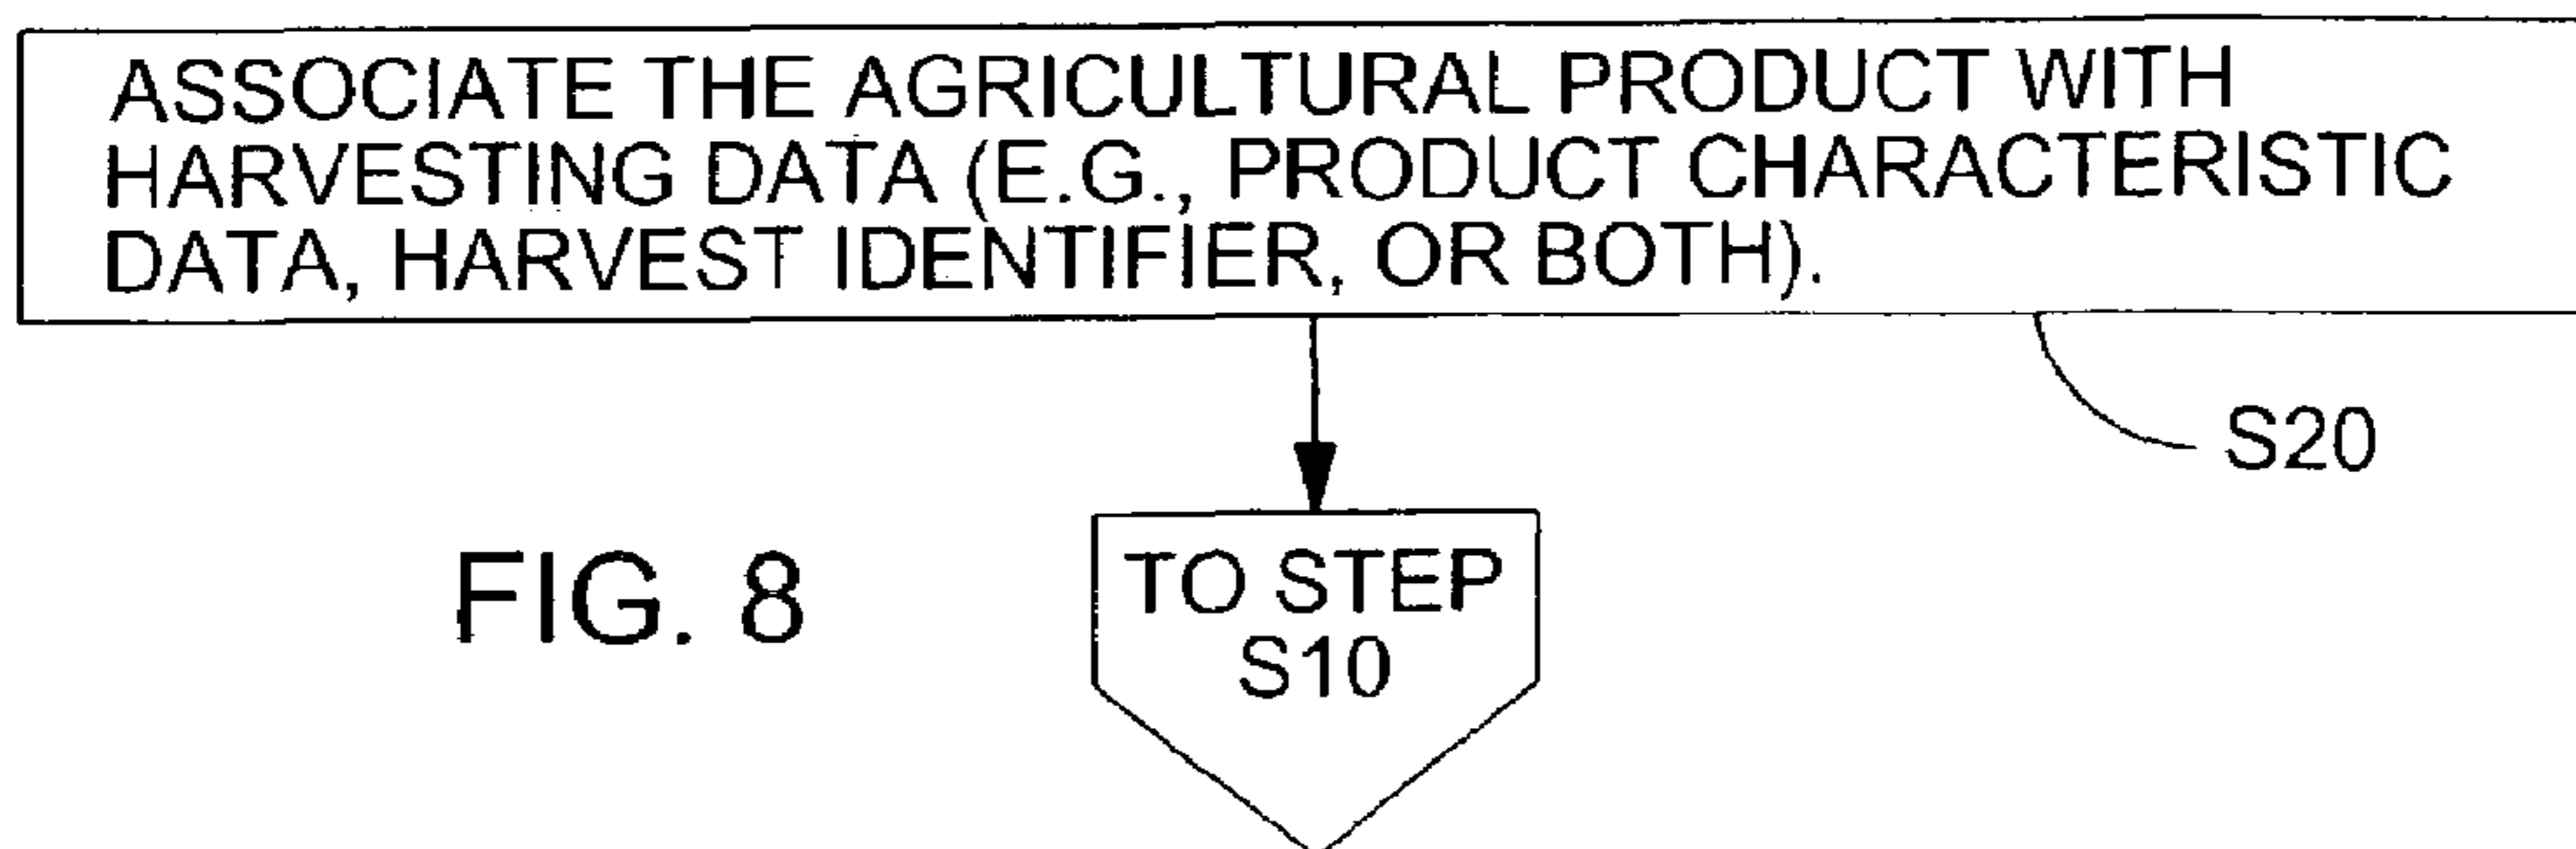 ASSOCIATE THE AGRICULTURAL PRODUCT WITH
HARVESTING DATA (E.G., PRODUCT CHARACTERISTIC
DATA, HARVEST IDENTIFIER, OR BOTH).
S20
FIG. 8
TO STEP
S10